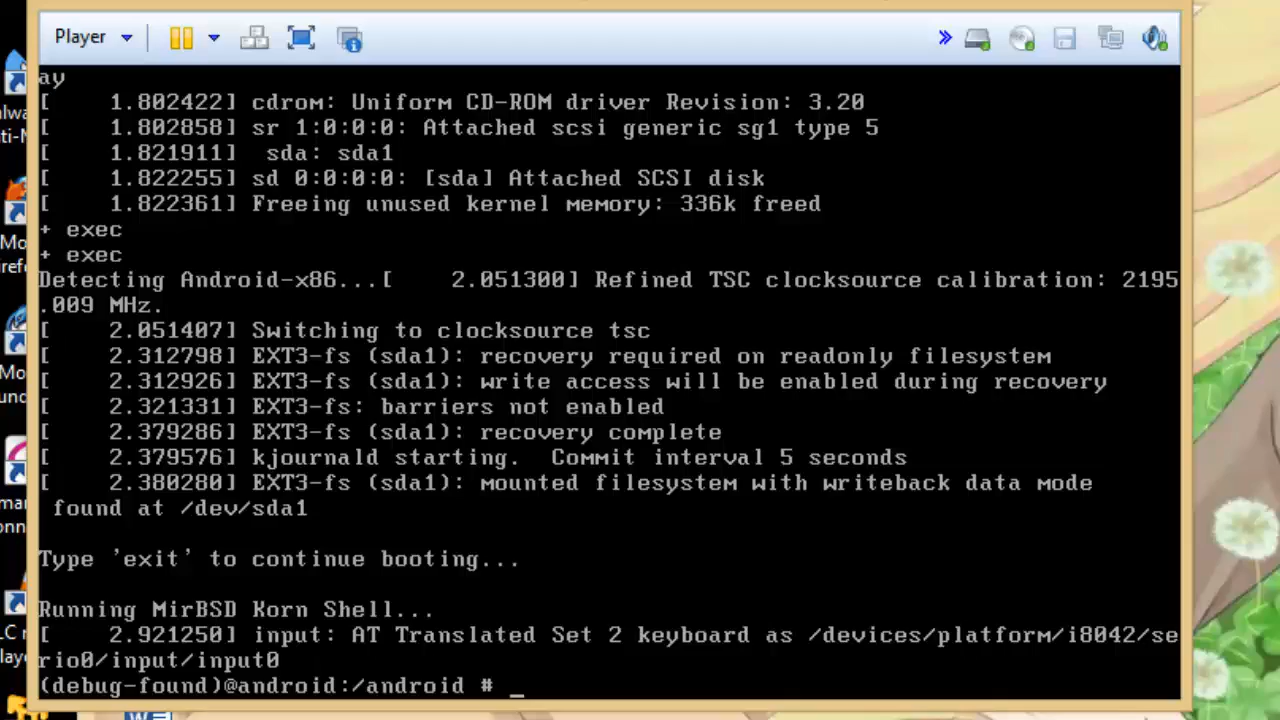 Player
ay
[    1.802422] cdrom: Uniform CD-ROM driver Revision: 3.20
[    1.802858] sr 1:0:0:0: Attached scsi generic sg1 type 5
[    1.821911]  sda: sda1
[    1.822255] sd 0:0:0:0: [sda] Attached SCSI disk
[    1.822361] Freeing unused kernel memory: 336k freed
+ exec
+ exec
Detecting Android-x86...[    2.051300] Refined TSC clocksource calibration: 2195
.009 MHz.
[    2.051407] Switching to clocksource tsc
[    2.312798] EXT3-fs (sda1): recovery required on readonly filesystem
[    2.312926] EXT3-fs (sda1): write access will be enabled during recovery
[    2.321331] EXT3-fs: barriers not enabled
[    2.379286] EXT3-fs (sda1): recovery complete
[    2.379576] kjournald starting.  Commit interval 5 seconds
[    2.380280] EXT3-fs (sda1): mounted filesystem with writeback data mode
 found at /dev/sda1
Type 'exit' to continue booting...
Running MirBSD Korn Shell...
[    2.921250] input: AT Translated Set 2 keyboard as /devices/platform/i8042/se
rio0/input/input0
(debug-found)@android:/android # _